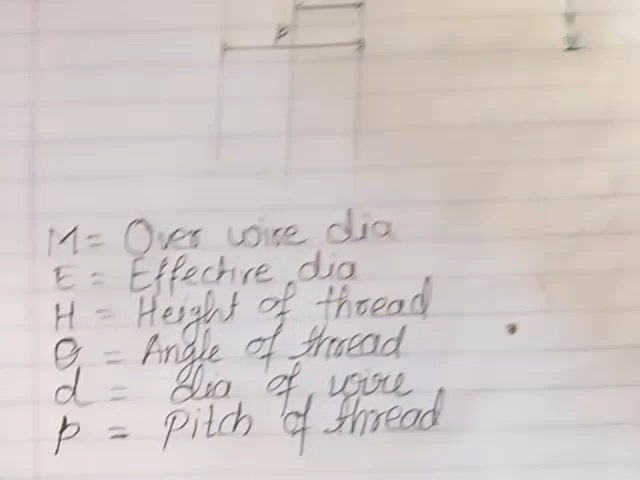 P
M = Over wire dia
E = Effective dia
H = Height of thread
θ = Angle of thread
d = dia of wire
p = Pitch of thread